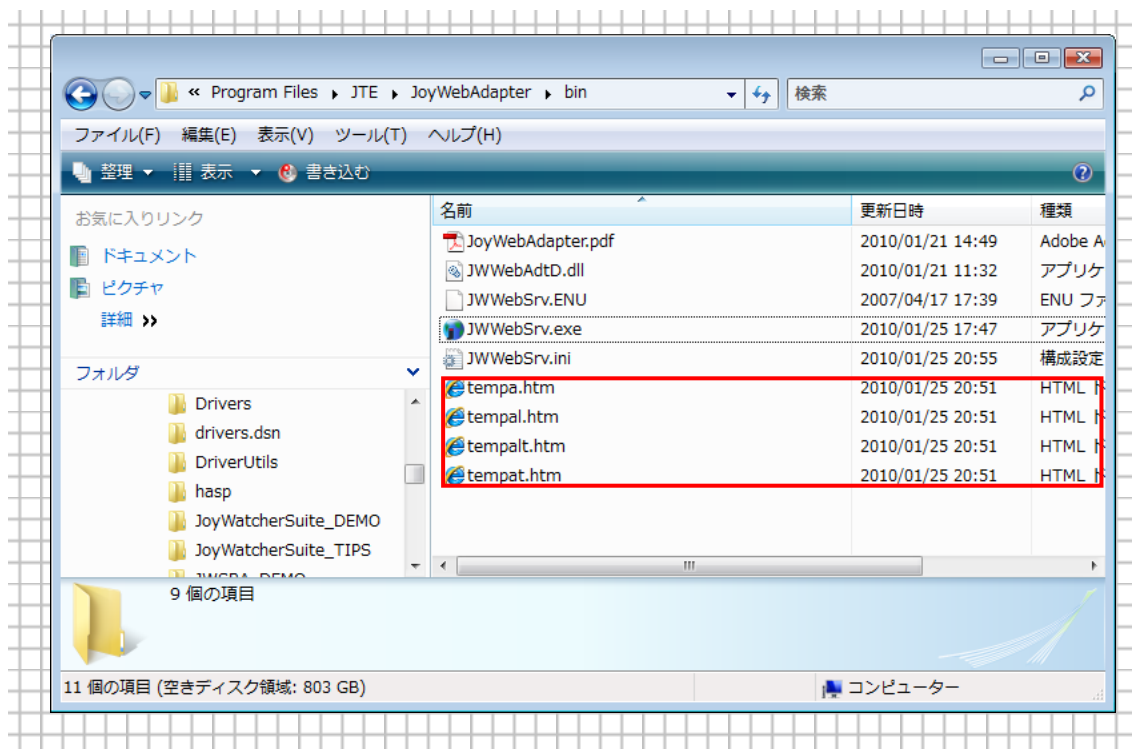 « Program Files ▸ JTE ▸ JoyWebAdapter ▸ bin 検索
ファイル(F) 編集(E) 表示(V) ツール(T) ヘルプ(H)
整理 表示 書き込む
お気に入りリンク
ドキュメント
ピクチャ
詳細 »
フォルダ
Drivers
drivers.dsn
DriverUtils
hasp
JoyWatcherSuite_DEMO
JoyWatcherSuite_TIPS
名前 更新日時 種類
JoyWebAdapter.pdf 2010/01/21 14:49 Adobe A
JWWebAdtD.dll 2010/01/21 11:32 アプリケ
JWWebSrv.ENU 2007/04/17 17:39 ENU ファ
JWWebSrv.exe 2010/01/25 17:47 アプリケ
JWWebSrv.ini 2010/01/25 20:55 構成設定
tempa.htm 2010/01/25 20:51 HTML ド
tempal.htm 2010/01/25 20:51 HTML ド
tempalt.htm 2010/01/25 20:51 HTML ド
tempat.htm 2010/01/25 20:51 HTML ド
9 個の項目
11 個の項目 (空きディスク領域: 803 GB) コンピューター